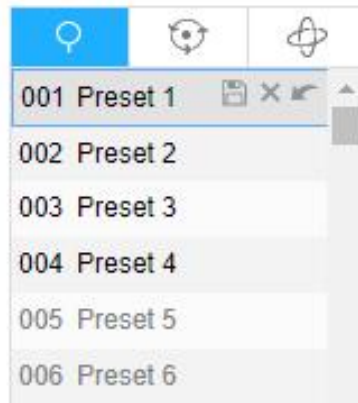 001 Preset 1
002 Preset 2
003 Preset 3
004 Preset 4
005 Preset 5
006 Preset 6